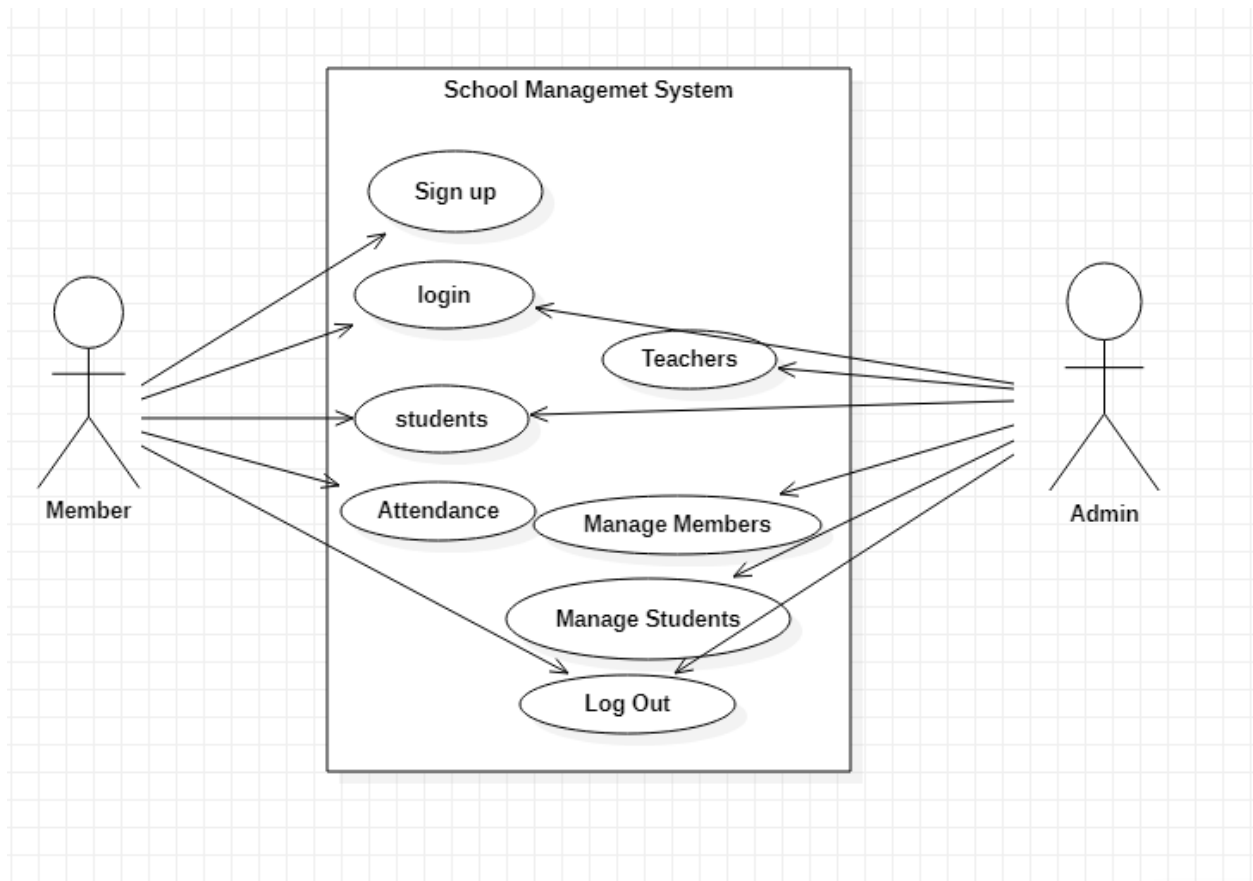 School Managemet System
Sign up
login
Teachers
students
Attendance
Manage Members
Manage Students
Log Out
Member
Admin